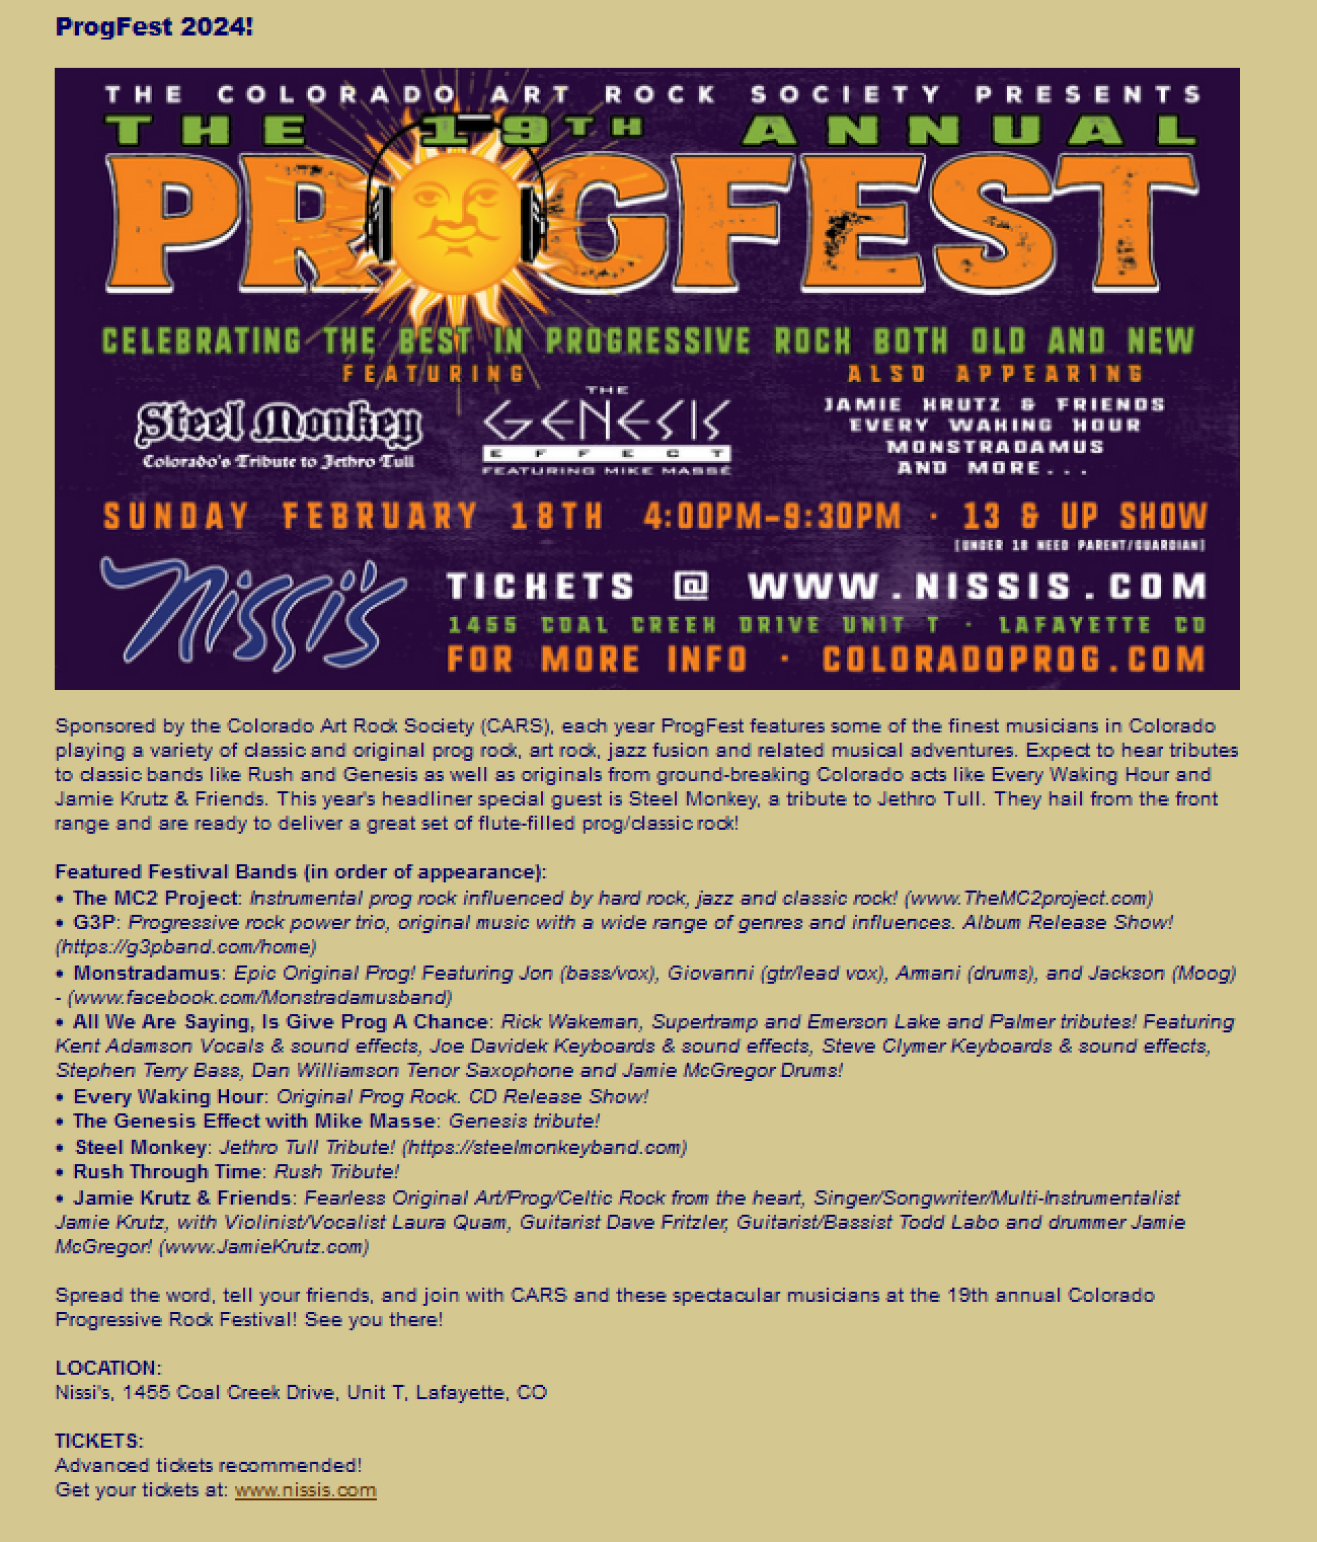 ProgFest 2024!
THE COLORADO ART ROCK SOCIETY PRESENTS
THE 19TH ANNUAL
PROGFEST
CELEBRATING THE BEST IN PROGRESSIVE ROCK BOTH OLD AND NEW
FEATURING
ALSO APPEARING
Steel Monkey
Colorado's Tribute to Jethro Tull
THE
GENESIS
EFFECT
FEATURING MIKE MASSÉ
JAMIE KRUTZ & FRIENDS
EVERY WAKING HOUR
MONSTRADAMUS
AND MORE...
SUNDAY FEBRUARY 18TH 4:00PM-9:30PM · 13 & UP SHOW
[UNDER 18 NEED PARENT/GUARDIAN]
Nissi's
TICKETS @ WWW.NISSIS.COM
1455 COAL CREEK DRIVE UNIT T · LAFAYETTE CO
FOR MORE INFO · COLORADOPROG.COM
Sponsored by the Colorado Art Rock Society (CARS), each year ProgFest features some of the finest musicians in Colorado
playing a variety of classic and original prog rock, art rock, jazz fusion and related musical adventures. Expect to hear tributes
to classic bands like Rush and Genesis as well as originals from ground-breaking Colorado acts like Every Waking Hour and
Jamie Krutz & Friends. This year's headliner special guest is Steel Monkey, a tribute to Jethro Tull. They hail from the front
range and are ready to deliver a great set of flute-filled prog/classic rock!
Featured Festival Bands (in order of appearance):
• The MC2 Project: Instrumental prog rock influenced by hard rock, jazz and classic rock! (www.TheMC2project.com)
• G3P: Progressive rock power trio, original music with a wide range of genres and influences. Album Release Show!
(https://g3pband.com/home)
• Monstradamus: Epic Original Prog! Featuring Jon (bass/vox), Giovanni (gtr/lead vox), Armani (drums), and Jackson (Moog)
- (www.facebook.com/Monstradamusband)
• All We Are Saying, Is Give Prog A Chance: Rick Wakeman, Supertramp and Emerson Lake and Palmer tributes! Featuring
Kent Adamson Vocals & sound effects, Joe Davidek Keyboards & sound effects, Steve Clymer Keyboards & sound effects,
Stephen Terry Bass, Dan Williamson Tenor Saxophone and Jamie McGregor Drums!
• Every Waking Hour: Original Prog Rock. CD Release Show!
• The Genesis Effect with Mike Masse: Genesis tribute!
• Steel Monkey: Jethro Tull Tribute! (https://steelmonkeyband.com)
• Rush Through Time: Rush Tribute!
• Jamie Krutz & Friends: Fearless Original Art/Prog/Celtic Rock from the heart, Singer/Songwriter/Multi-Instrumentalist
Jamie Krutz, with Violinist/Vocalist Laura Quam, Guitarist Dave Fritzler, Guitarist/Bassist Todd Labo and drummer Jamie
McGregor! (www.JamieKrutz.com)
Spread the word, tell your friends, and join with CARS and these spectacular musicians at the 19th annual Colorado
Progressive Rock Festival! See you there!
LOCATION:
Nissi's, 1455 Coal Creek Drive, Unit T, Lafayette, CO
TICKETS:
Advanced tickets recommended!
Get your tickets at: www.nissis.com